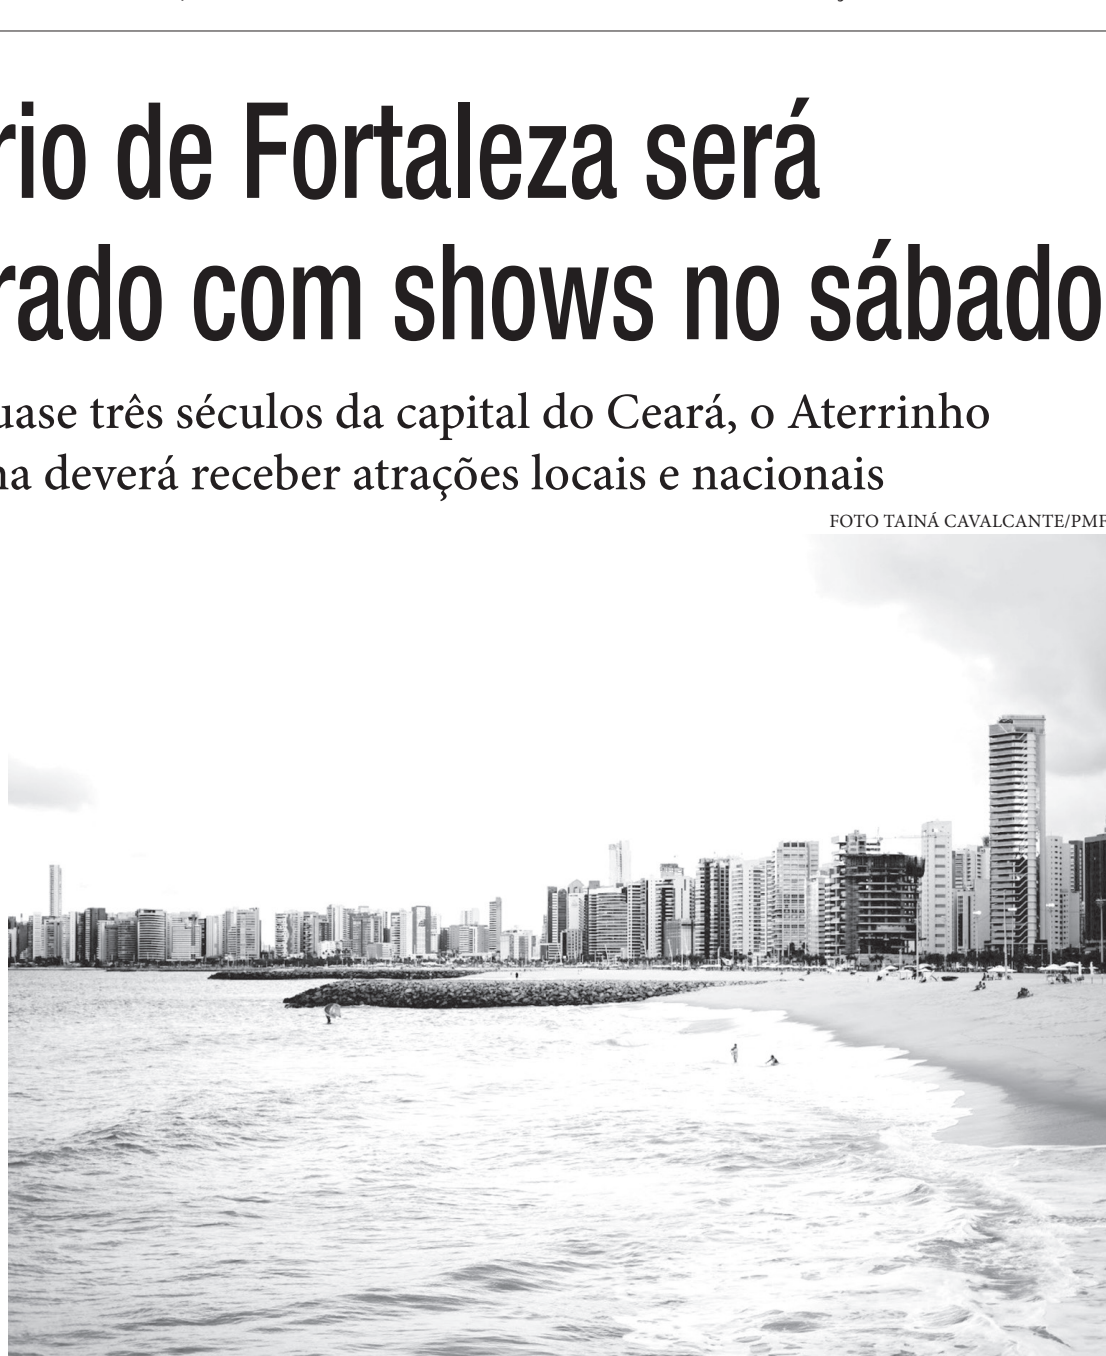 rio de Fortaleza será
rado com shows no sábado
uase três séculos da capital do Ceará, o Aterrinho
na deverá receber atrações locais e nacionais
FOTO TAINÁ CAVALCANTE/PMF